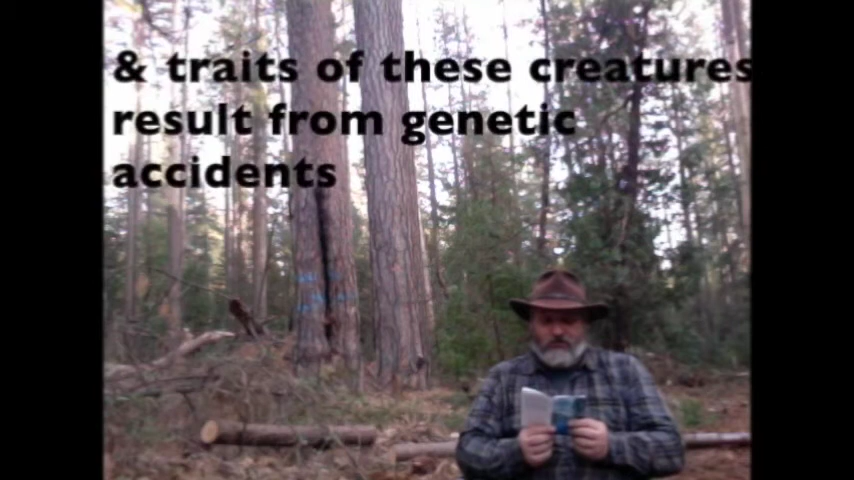 & traits of these creatures
result from genetic
accidents